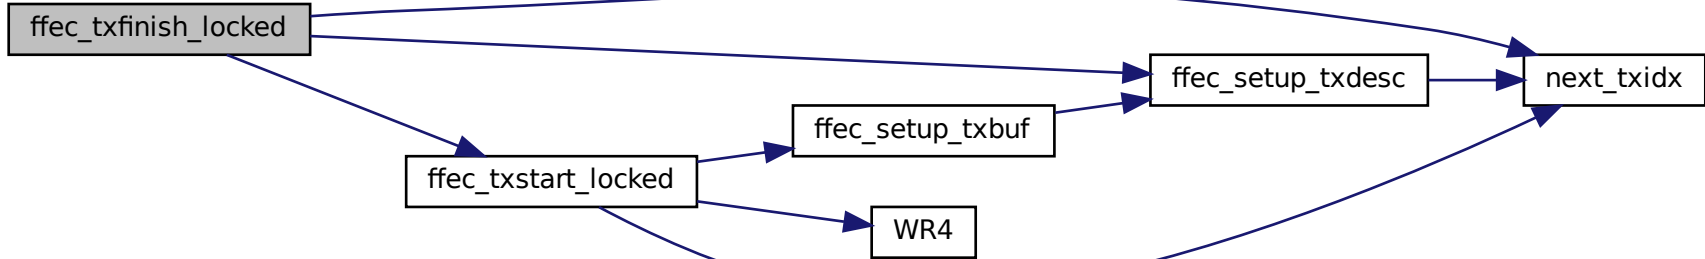 ffec_txfinish_locked
ffec_setup_txdesc
next_txidx
ffec_setup_txbuf
ffec_txstart_locked
WR4